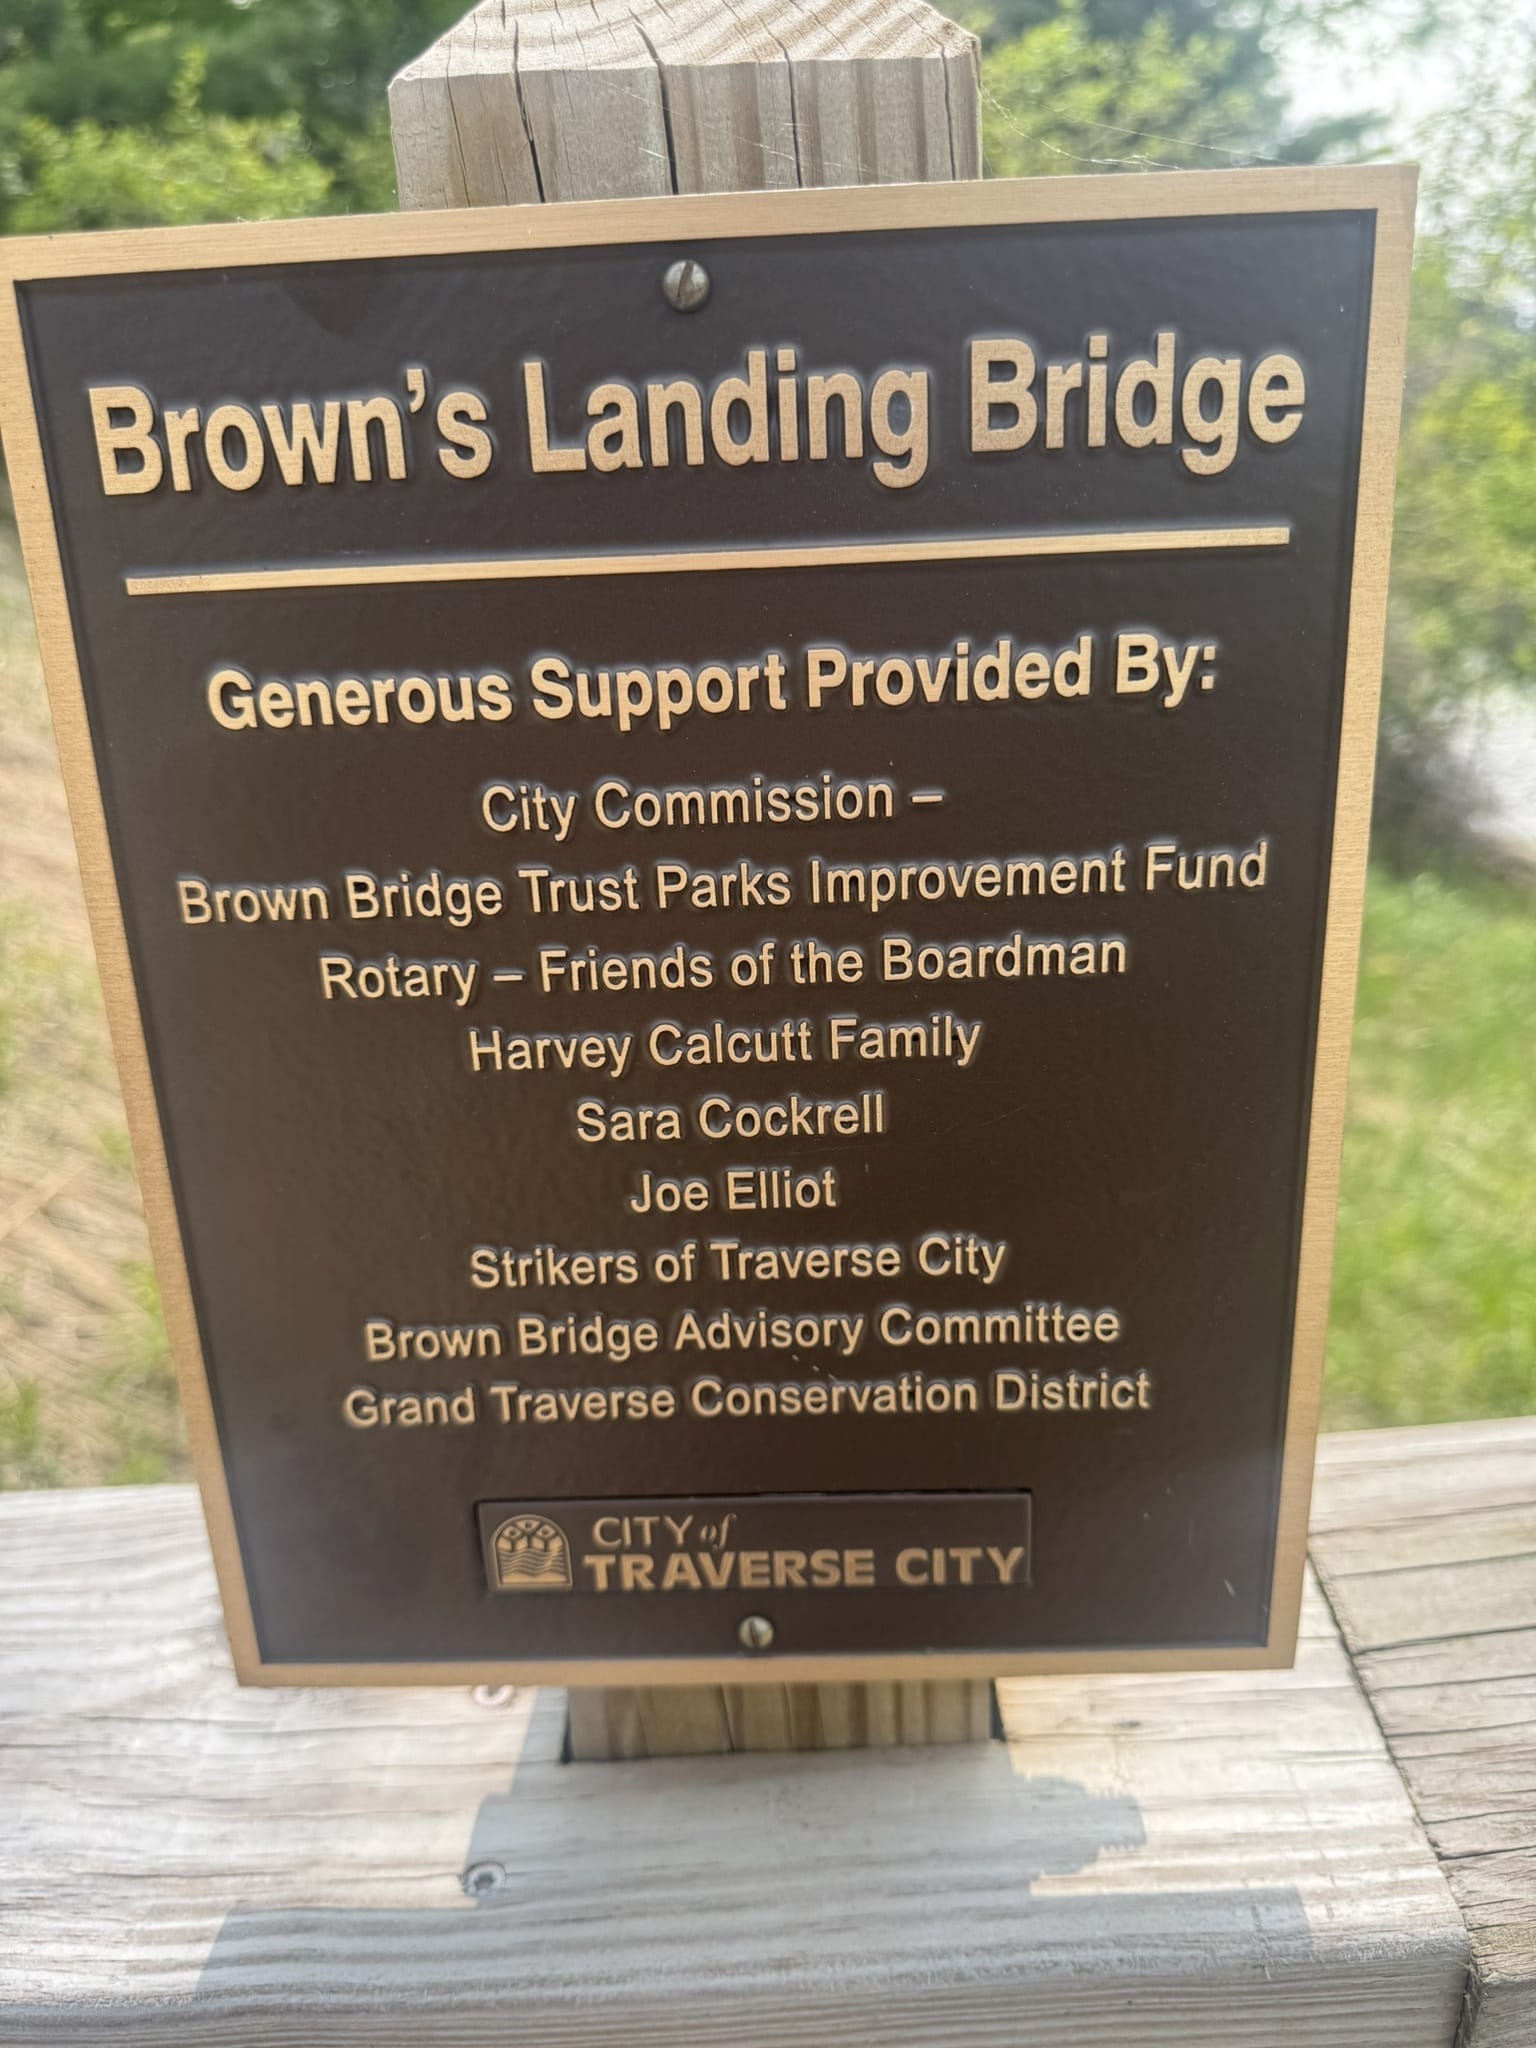 Brown's Landing Bridge
Generous Support Provided By:
City Commission –
Brown Bridge Trust Parks Improvement Fund
Rotary – Friends of the Boardman
Harvey Calcutt Family
Sara Cockrell
Joe Elliot
Strikers of Traverse City
Brown Bridge Advisory Committee
Grand Traverse Conservation District
CITY of
TRAVERSE CITY